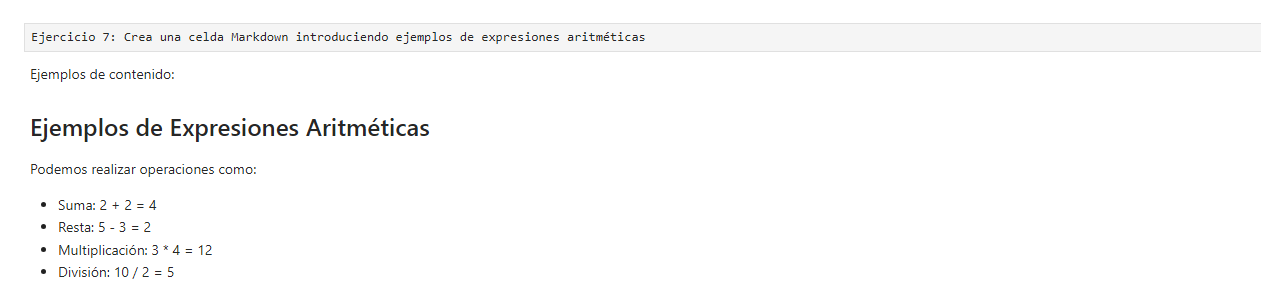 Ejercicio 7: Crea una celda Markdown introduciendo ejemplos de expresiones aritméticas
Ejemplos de contenido:
Ejemplos de Expresiones Aritméticas
Podemos realizar operaciones como:
• Suma: 2 + 2 = 4
• Resta: 5 - 3 = 2
• Multiplicación: 3 * 4 = 12
• División: 10 / 2 = 5